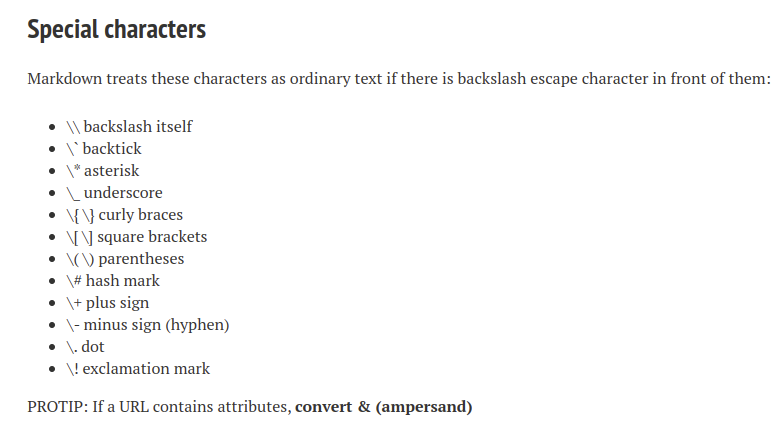 Special characters
Markdown treats these characters as ordinary text if there is backslash escape character in front of them:
• \\ backslash itself
• \` backtick
• \* asterisk
• \_ underscore
• \{ \} curly braces
• \[ \] square brackets
• \( \) parentheses
• \# hash mark
• \+ plus sign
• \- minus sign (hyphen)
• \. dot
• \! exclamation mark
PROTIP: If a URL contains attributes, convert & (ampersand)